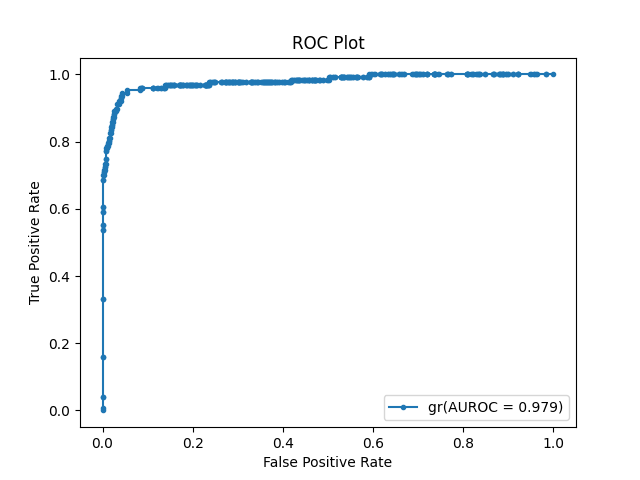 ROC Plot
1.0
0.8
0.6
0.4
0.2
0.0
True Positive Rate
gr(AUROC = 0.979)
0.0 0.2 0.4 0.6 0.8 1.0
False Positive Rate